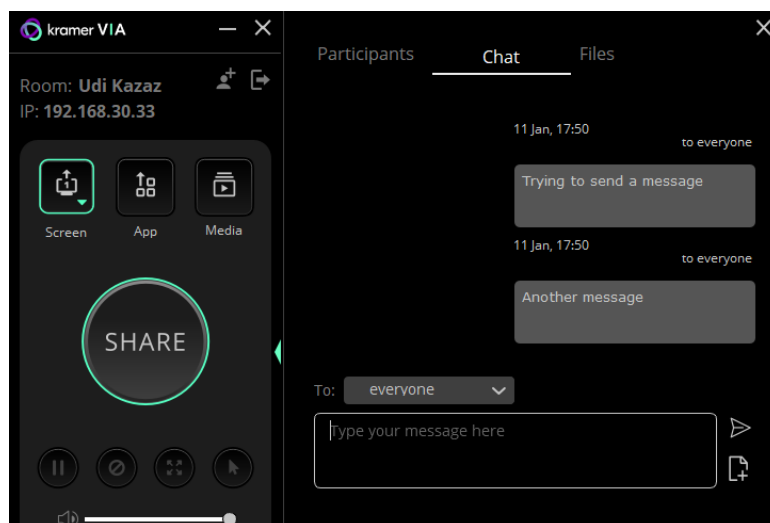 kramer VIA
Room: Udi Kazaz
IP: 192.168.30.33
1
Screen
App
Media
SHARE
Participants
Chat
Files
11 Jan, 17:50
to everyone
Trying to send a message
11 Jan, 17:50
to everyone
Another message
To:
everyone
Type your message here